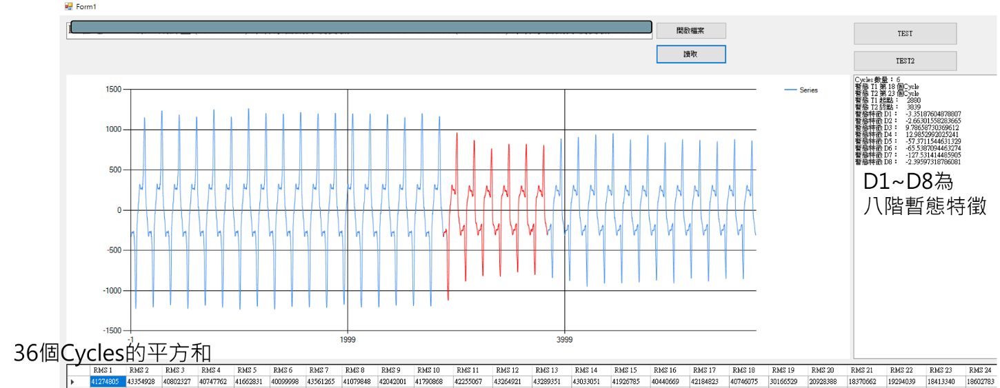 Form1
開啟檔案
讀取
TEST
TEST2
Series
1500
1000
500
0
-500
-1000
-1500
-1
1999
3999
Cycles 數量： 6
暫態 T1 第 18 個Cycle
暫態 T2 第 23 個Cycle
暫態 T1 起點： 2880
暫態 T2 終點： 3839
暫態特徵 D1： -3.35187604878807
暫態特徵 D2： -2.66301558283665
暫態特徵 D3： 9.78658730369612
暫態特徵 D4： 12.9852992025241
暫態特徵 D5： -57.3711544631329
暫態特徵 D6： -65.5387094463274
暫態特徵 D7： -127.531414485905
暫態特徵 D8： -2.39597318786081
D1~D8為
八階暫態特徵
36個Cycles的平方和
RMS 1 RMS 2 RMS 3 RMS 4 RMS 5 RMS 6 RMS 7 RMS 8 RMS 9 RMS 10 RMS 11 RMS 12 RMS 13 RMS 14 RMS 15 RMS 16 RMS 17 RMS 18 RMS 19 RMS 20 RMS 21 RMS 22 RMS 23 RMS 24
41274805 43354928 40802327 40747762 41662831 40099998 43561265 41079848 42042001 41790868 42255067 43264921 43289351 43033051 41926785 40440669 42184823 40746075 30166529 20928388 18370662 19294039 18413340 18602783